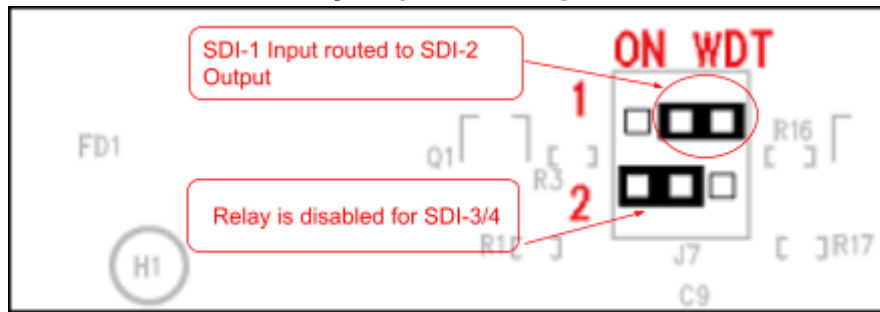 SDI-1 Input routed to SDI-2
Output
ON WDT
1
FD1
Q1
R16
R3
2
Relay is disabled for SDI-3/4
R1
J7
R17
H1
C9